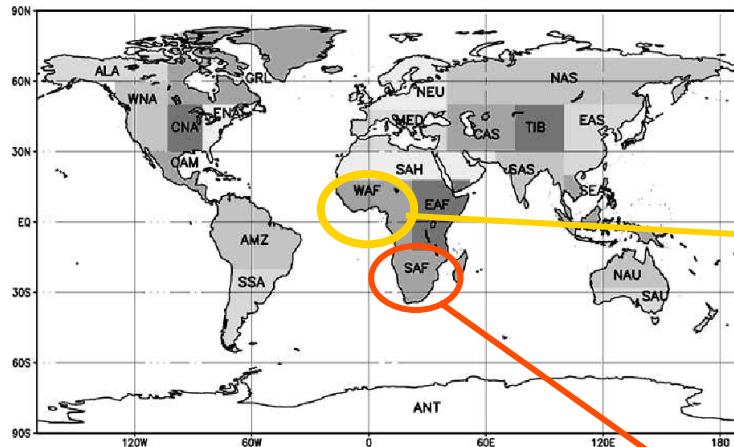 90N
ALA
GRL
NAS
60N
NEU
WNA
ENA
MED
EAS
CNA
CAS
TIB
30N
CAM
SAH
SAS
WAF
SEA
EAF
EQ
AMZ
SAF
NAU
SSA
30S
SAU
60S
ANT
90S
120W
60W
0
60E
120E
180